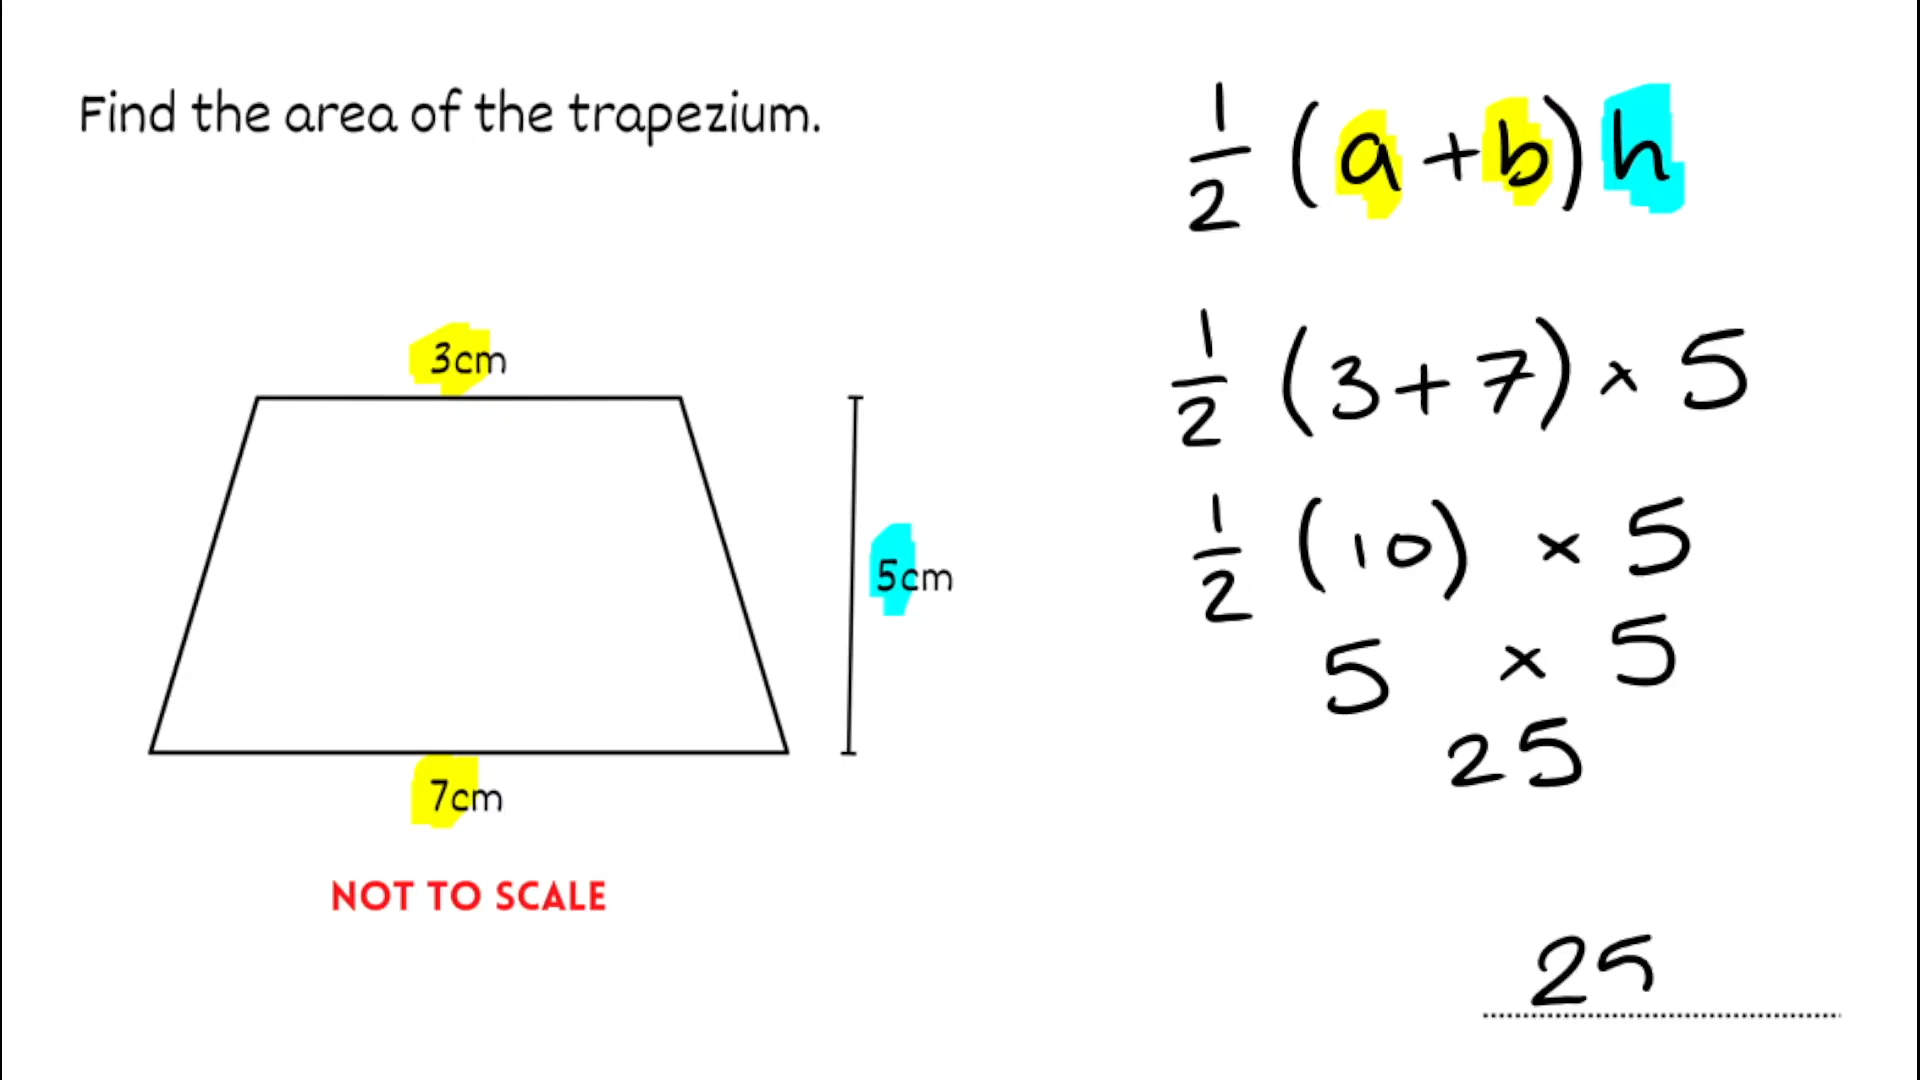 Find the area of the trapezium.
3cm
5cm
7cm
NOT TO SCALE
1/2 (a + b) h
1/2 (3 + 7) × 5
1/2 (10) × 5
5 × 5
25
25